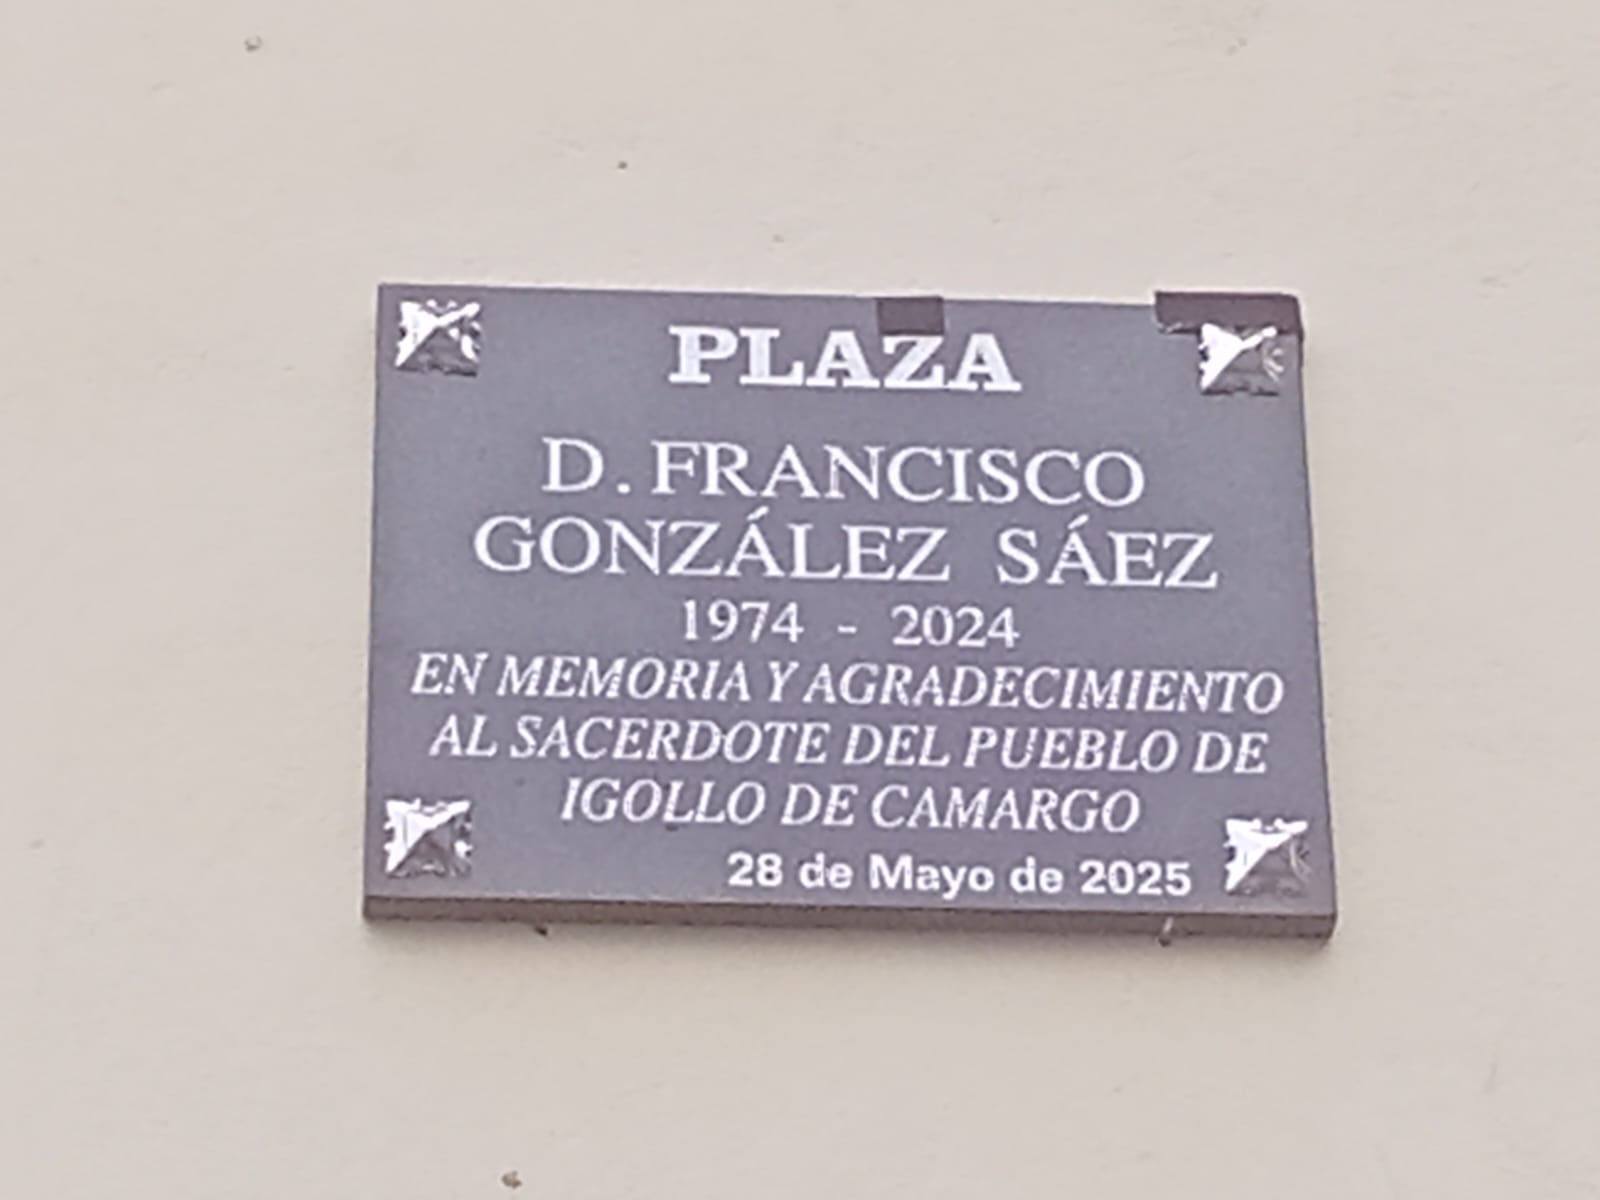 PLAZA
D. FRANCISCO
GONZÁLEZ SÁEZ
1974 - 2024
EN MEMORIA Y AGRADECIMIENTO
AL SACERDOTE DEL PUEBLO DE
IGOLLO DE CAMARGO
28 de Mayo de 2025